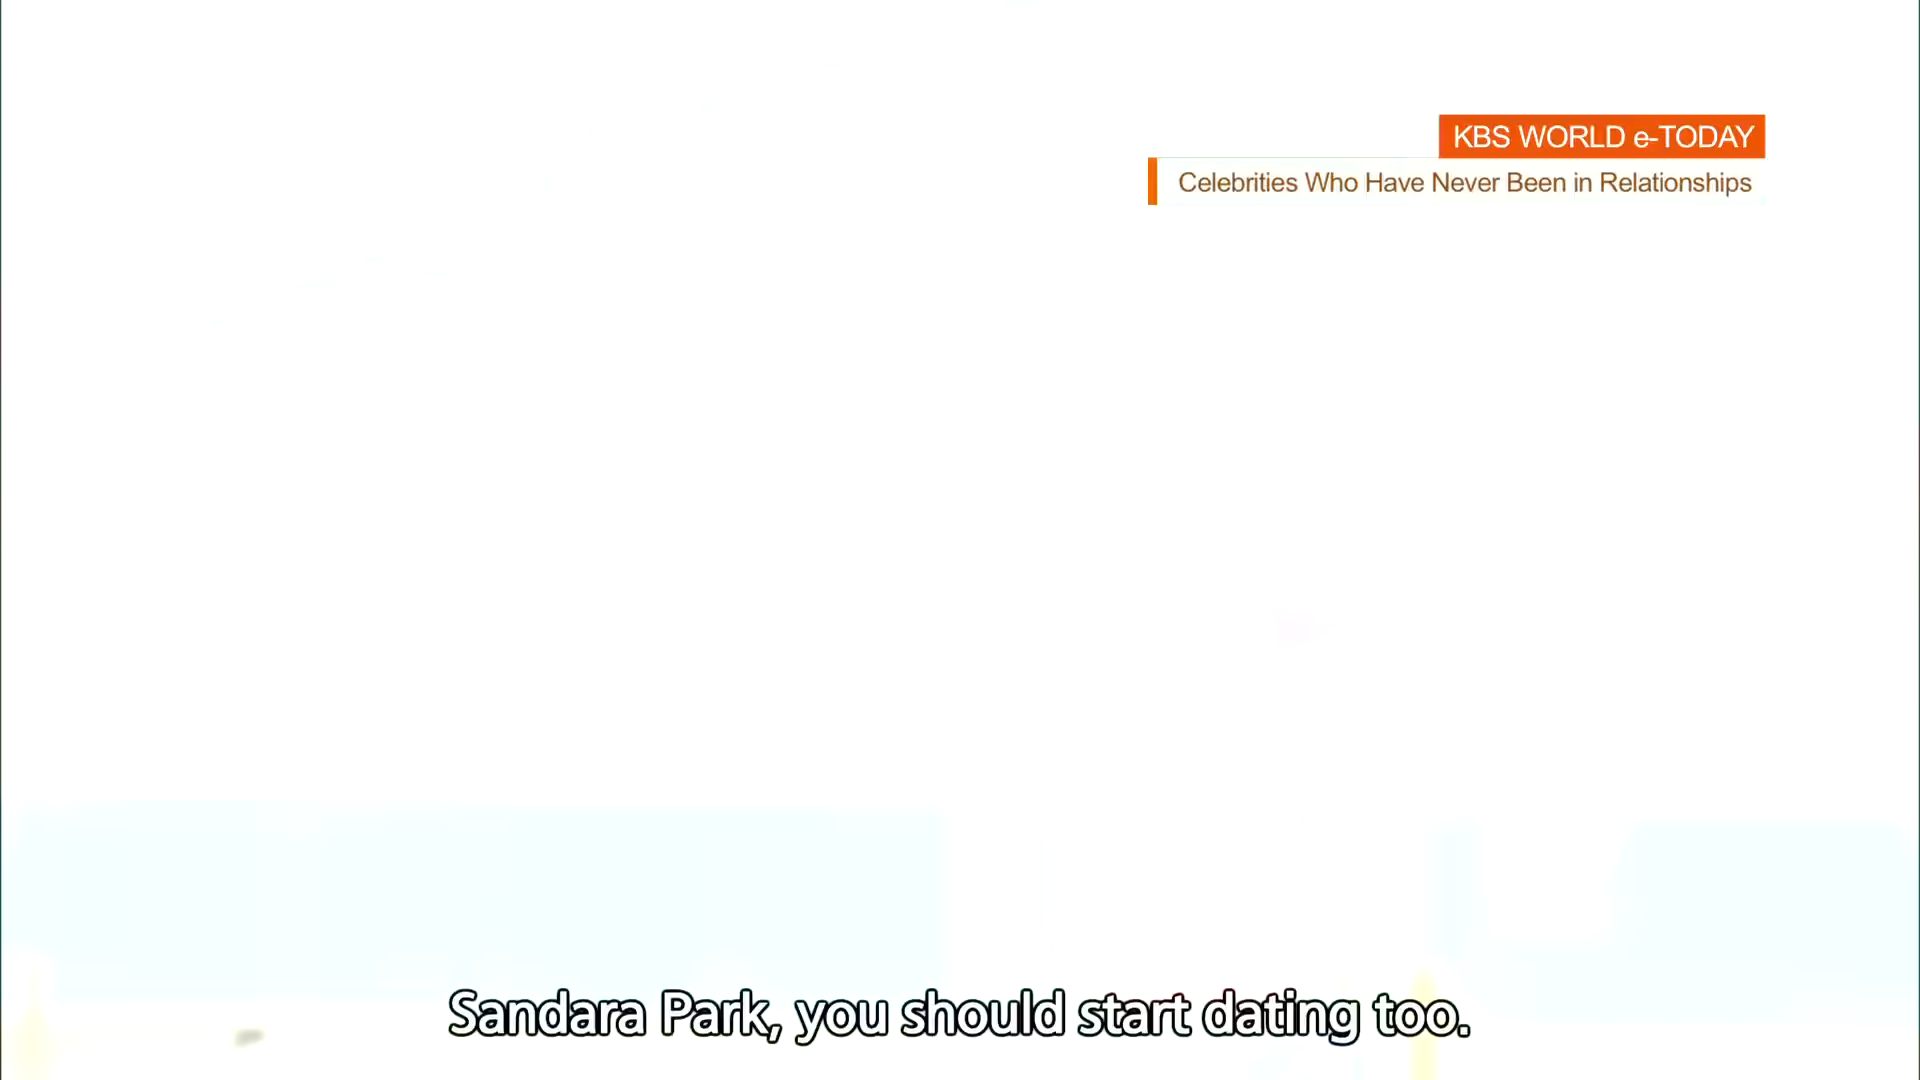 KBS WORLD e-TODAY
Celebrities Who Have Never Been in Relationships
Sandara Park, you should start dating too.